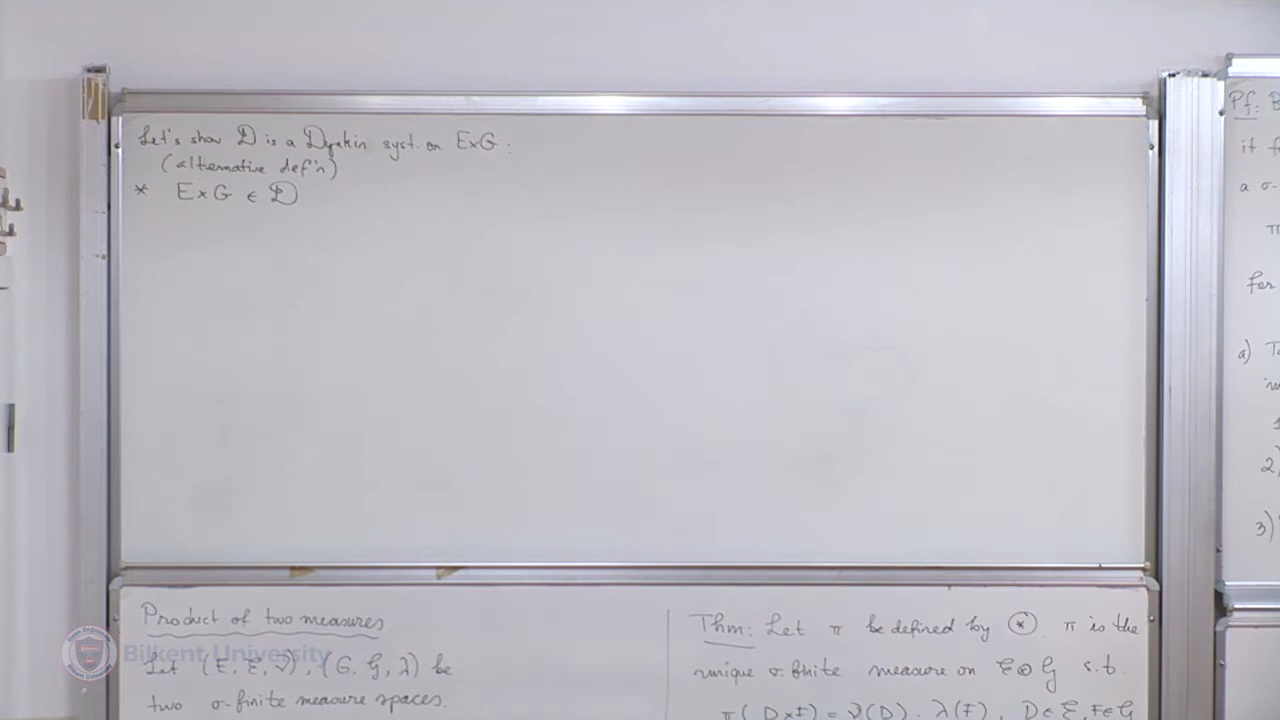 Let's show 𝒟 is a Dynkin syst. on E×G:
(alternative def'n)
* E×G ∈ 𝒟
Product of two measures
Let (E, ℰ, ν), (G, 𝒢, λ) be
two σ-finite measure spaces.
Thm: Let π be defined by ⊛. π is the
unique σ-finite measure on ℰ⊗𝒢 s.t.
π(D×F) = ν(D)·λ(F), D∈ℰ, F∈𝒢
Pf:
if
a σ-
π
for
a)
1
2)
3)
Bilkent University